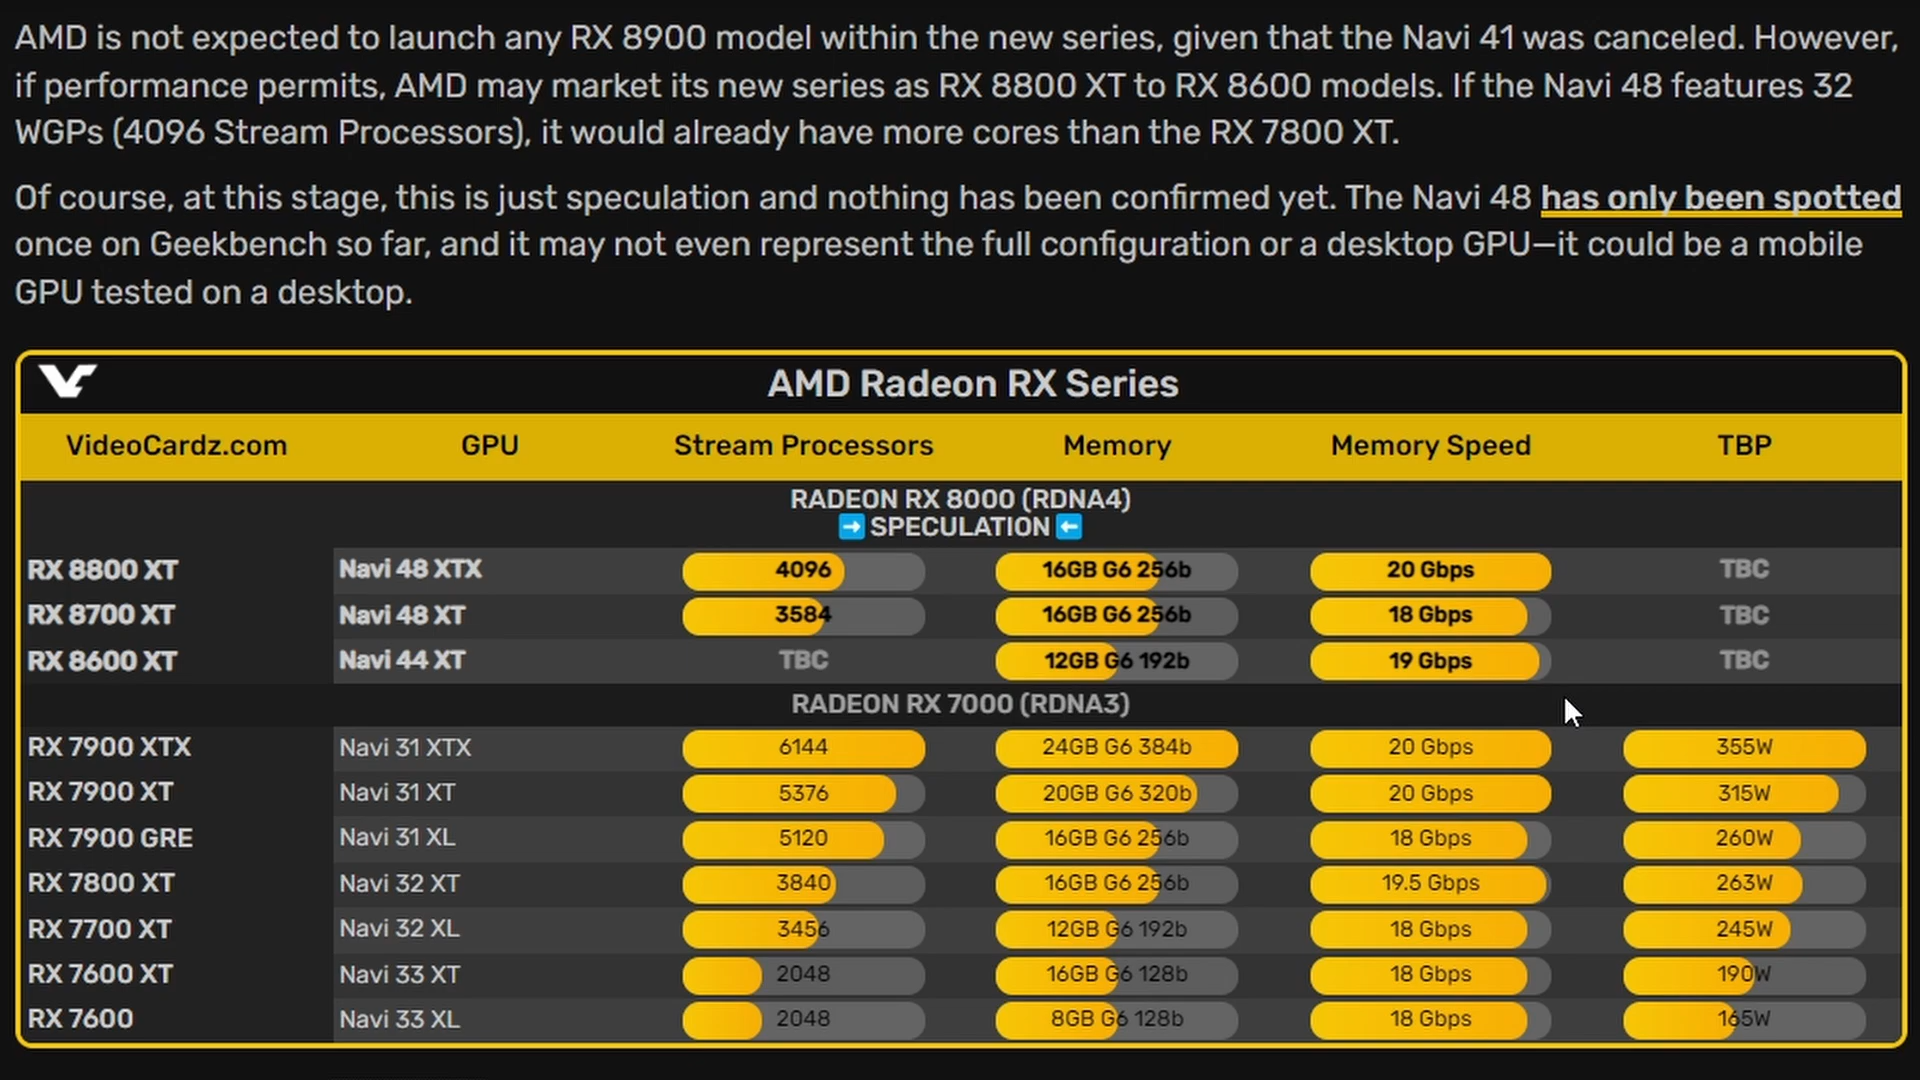 AMD is not expected to launch any RX 8900 model within the new series, given that the Navi 41 was canceled. However,
if performance permits, AMD may market its new series as RX 8800 XT to RX 8600 models. If the Navi 48 features 32
WGPs (4096 Stream Processors), it would already have more cores than the RX 7800 XT.
Of course, at this stage, this is just speculation and nothing has been confirmed yet. The Navi 48 has only been spotted
once on Geekbench so far, and it may not even represent the full configuration or a desktop GPU—it could be a mobile
GPU tested on a desktop.
AMD Radeon RX Series
VideoCardz.com GPU Stream Processors Memory Memory Speed TBP
RADEON RX 8000 (RDNA4)
➡ SPECULATION ⬅
RX 8800 XT Navi 48 XTX 4096 16GB G6 256b 20 Gbps TBC
RX 8700 XT Navi 48 XT 3584 16GB G6 256b 18 Gbps TBC
RX 8600 XT Navi 44 XT TBC 12GB G6 192b 19 Gbps TBC
RADEON RX 7000 (RDNA3)
RX 7900 XTX Navi 31 XTX 6144 24GB G6 384b 20 Gbps 355W
RX 7900 XT Navi 31 XT 5376 20GB G6 320b 20 Gbps 315W
RX 7900 GRE Navi 31 XL 5120 16GB G6 256b 18 Gbps 260W
RX 7800 XT Navi 32 XT 3840 16GB G6 256b 19.5 Gbps 263W
RX 7700 XT Navi 32 XL 3456 12GB G6 192b 18 Gbps 245W
RX 7600 XT Navi 33 XT 2048 16GB G6 128b 18 Gbps 190W
RX 7600 Navi 33 XL 2048 8GB G6 128b 18 Gbps 165W